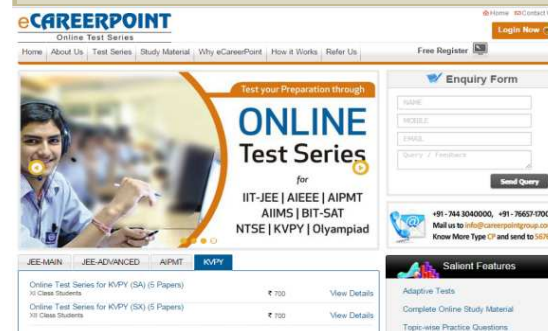 eCAREERPOINT
Online Test Series
Home Contact
Login Now
Home About Us Test Series Study Material Why eCareerPoint How it Works Refer Us
Free Register
Test your Preparation through
ONLINE
Test Series
for
IIT-JEE | AIEEE | AIPMT
AIIMS | BIT-SAT
NTSE | KVPY | Olyampiad
Enquiry Form
NAME
MOBILE
EMAIL
Query / Feedback
Send Query
+91-744 3040000, +91-76657-1700
Mail us to info@careerpointgroup.co
Know More Type CP and send to
JEE-MAIN JEE-ADVANCED AIPMT KVPY
Online Test Series for KVPY (SA) (5 Papers)
XI Class Students
₹ 700 View Details
Online Test Series for KVPY (SX) (5 Papers)
XII Class Students
₹ 700 View Details
Salient Features
Adaptive Tests
Complete Online Study Material
Topic-wise Practice Questions